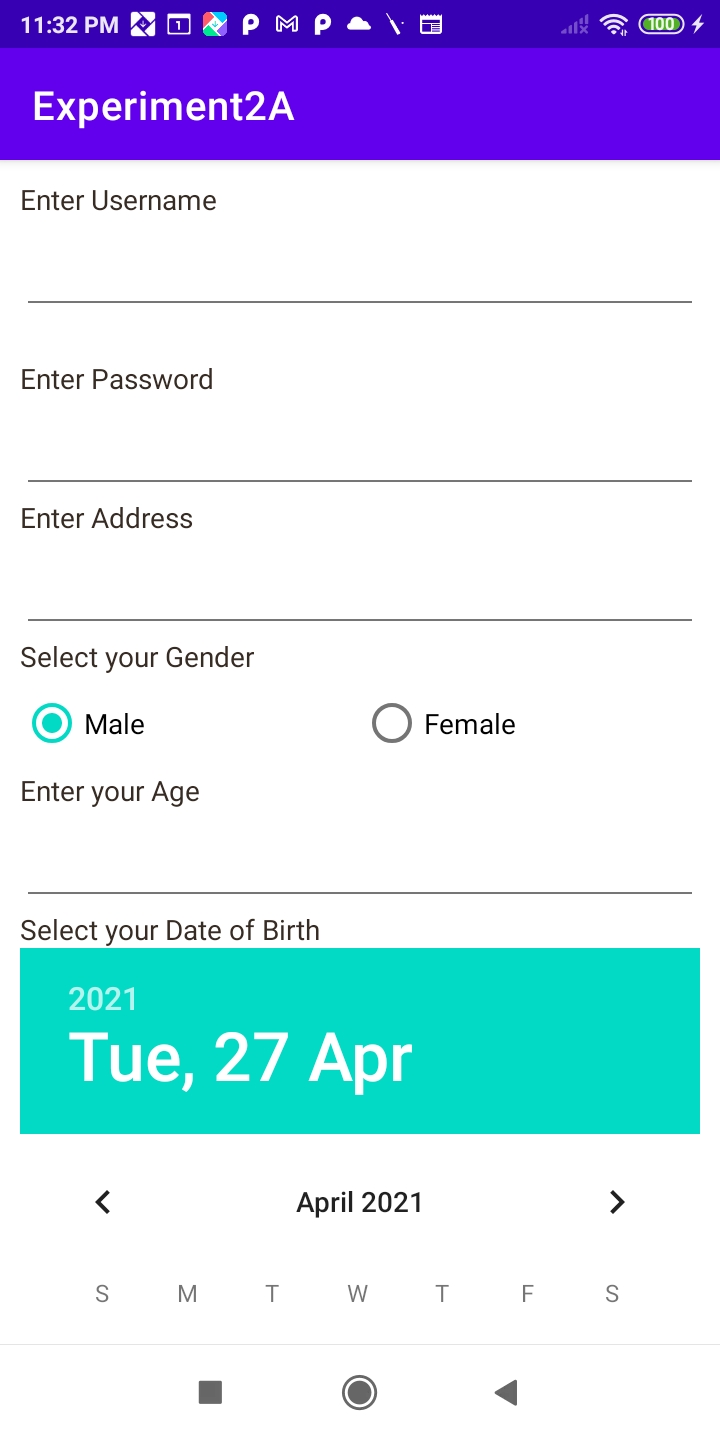 11:32 PM 1 100
Experiment2A
Enter Username
Enter Password
Enter Address
Select your Gender
Male Female
Enter your Age
Select your Date of Birth
2021
Tue, 27 Apr
April 2021
S M T W T F S